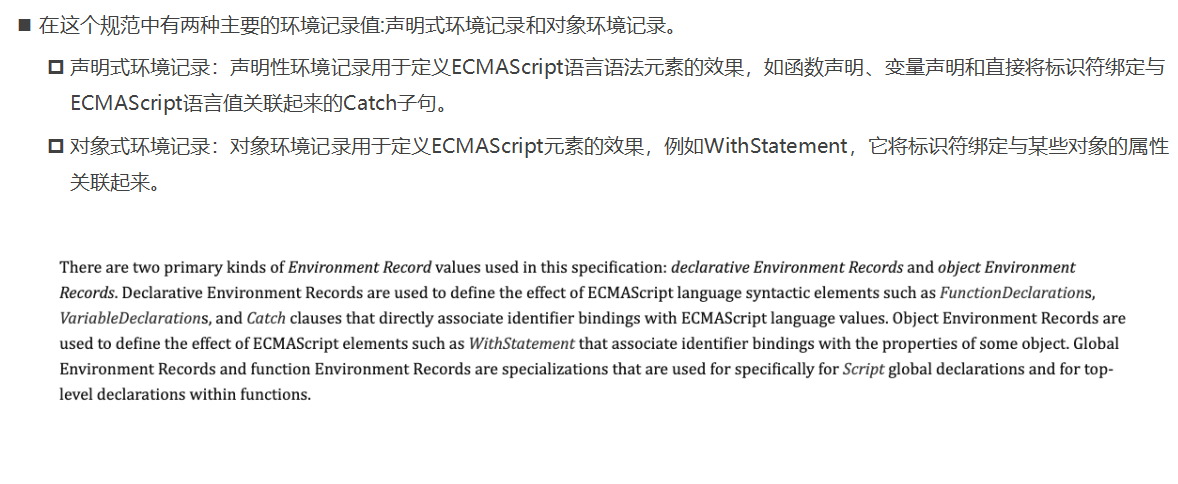 ■ 在这个规范中有两种主要的环境记录值:声明式环境记录和对象环境记录。
声明式环境记录：声明性环境记录用于定义ECMAScript语言语法元素的效果，如函数声明、变量声明和直接将标识符绑定与
ECMAScript语言值关联起来的Catch子句。
对象式环境记录：对象环境记录用于定义ECMAScript元素的效果，例如WithStatement，它将标识符绑定与某些对象的属性
关联起来。
There are two primary kinds of Environment Record values used in this specification: declarative Environment Records and object Environment
Records. Declarative Environment Records are used to define the effect of ECMAScript language syntactic elements such as FunctionDeclarations,
VariableDeclarations, and Catch clauses that directly associate identifier bindings with ECMAScript language values. Object Environment Records are
used to define the effect of ECMAScript elements such as WithStatement that associate identifier bindings with the properties of some object. Global
Environment Records and function Environment Records are specializations that are used for specifically for Script global declarations and for top-
level declarations within functions.